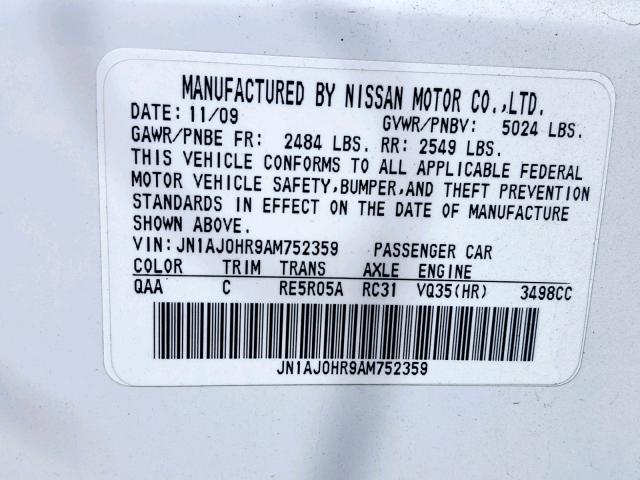 MANUFACTURED BY NISSAN MOTOR CO.,LTD.
DATE: 11/09 GVWR/PNBV: 5024 LBS.
GAWR/PNBE FR: 2484 LBS. RR: 2549 LBS.
THIS VEHICLE CONFORMS TO ALL APPLICABLE FEDERAL
MOTOR VEHICLE SAFETY,BUMPER,AND THEFT PREVENTION
STANDARDS IN EFFECT ON THE DATE OF MANUFACTURE
SHOWN ABOVE.
VIN:JN1AJ0HR9AM752359 PASSENGER CAR
COLOR TRIM TRANS AXLE ENGINE
QAA C RE5R05A RC31 VQ35(HR) 3498CC
JN1AJ0HR9AM752359